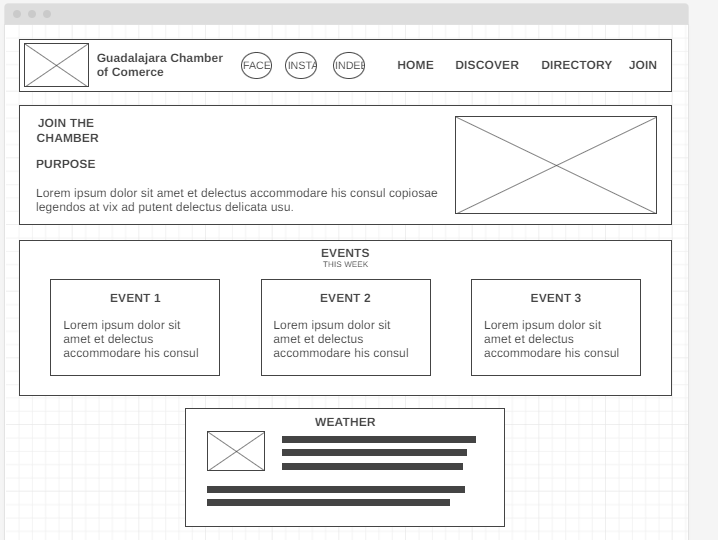 Guadalajara Chamber
of Comerce
FACE
INSTA
INDEE
HOME DISCOVER DIRECTORY JOIN
JOIN THE
CHAMBER
PURPOSE
Lorem ipsum dolor sit amet et delectus accommodare his consul copiosae
legendos at vix ad putent delectus delicata usu.
EVENTS
THIS WEEK
EVENT 1
Lorem ipsum dolor sit
amet et delectus
accommodare his consul
EVENT 2
Lorem ipsum dolor sit
amet et delectus
accommodare his consul
EVENT 3
Lorem ipsum dolor sit
amet et delectus
accommodare his consul
WEATHER